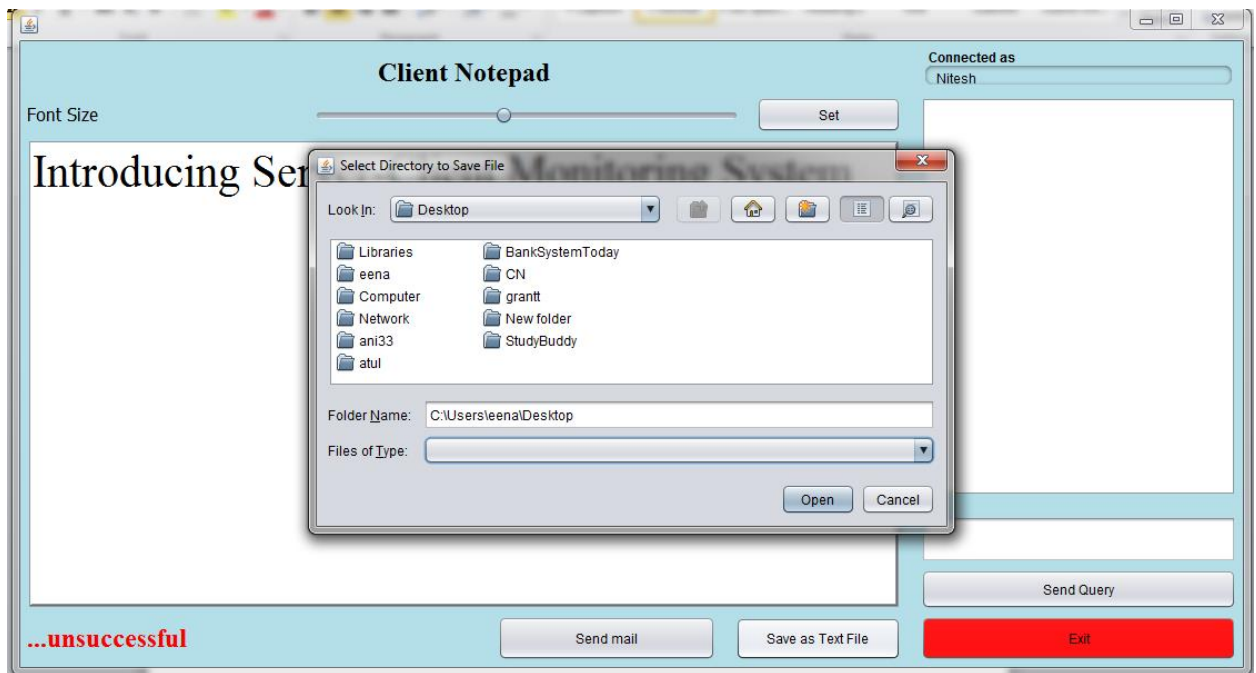 Client Notepad
Connected as
Nitesh
Font Size
Set
Introducing Ser
Monitoring System
Select Directory to Save File
Look In:
Desktop
Libraries
eena
Computer
Network
ani33
atul
BankSystemToday
CN
grantt
New folder
StudyBuddy
Folder Name: C:\Users\eena\Desktop
Files of Type:
Open
Cancel
Send Query
...unsuccessful
Send mail
Save as Text File
Exit